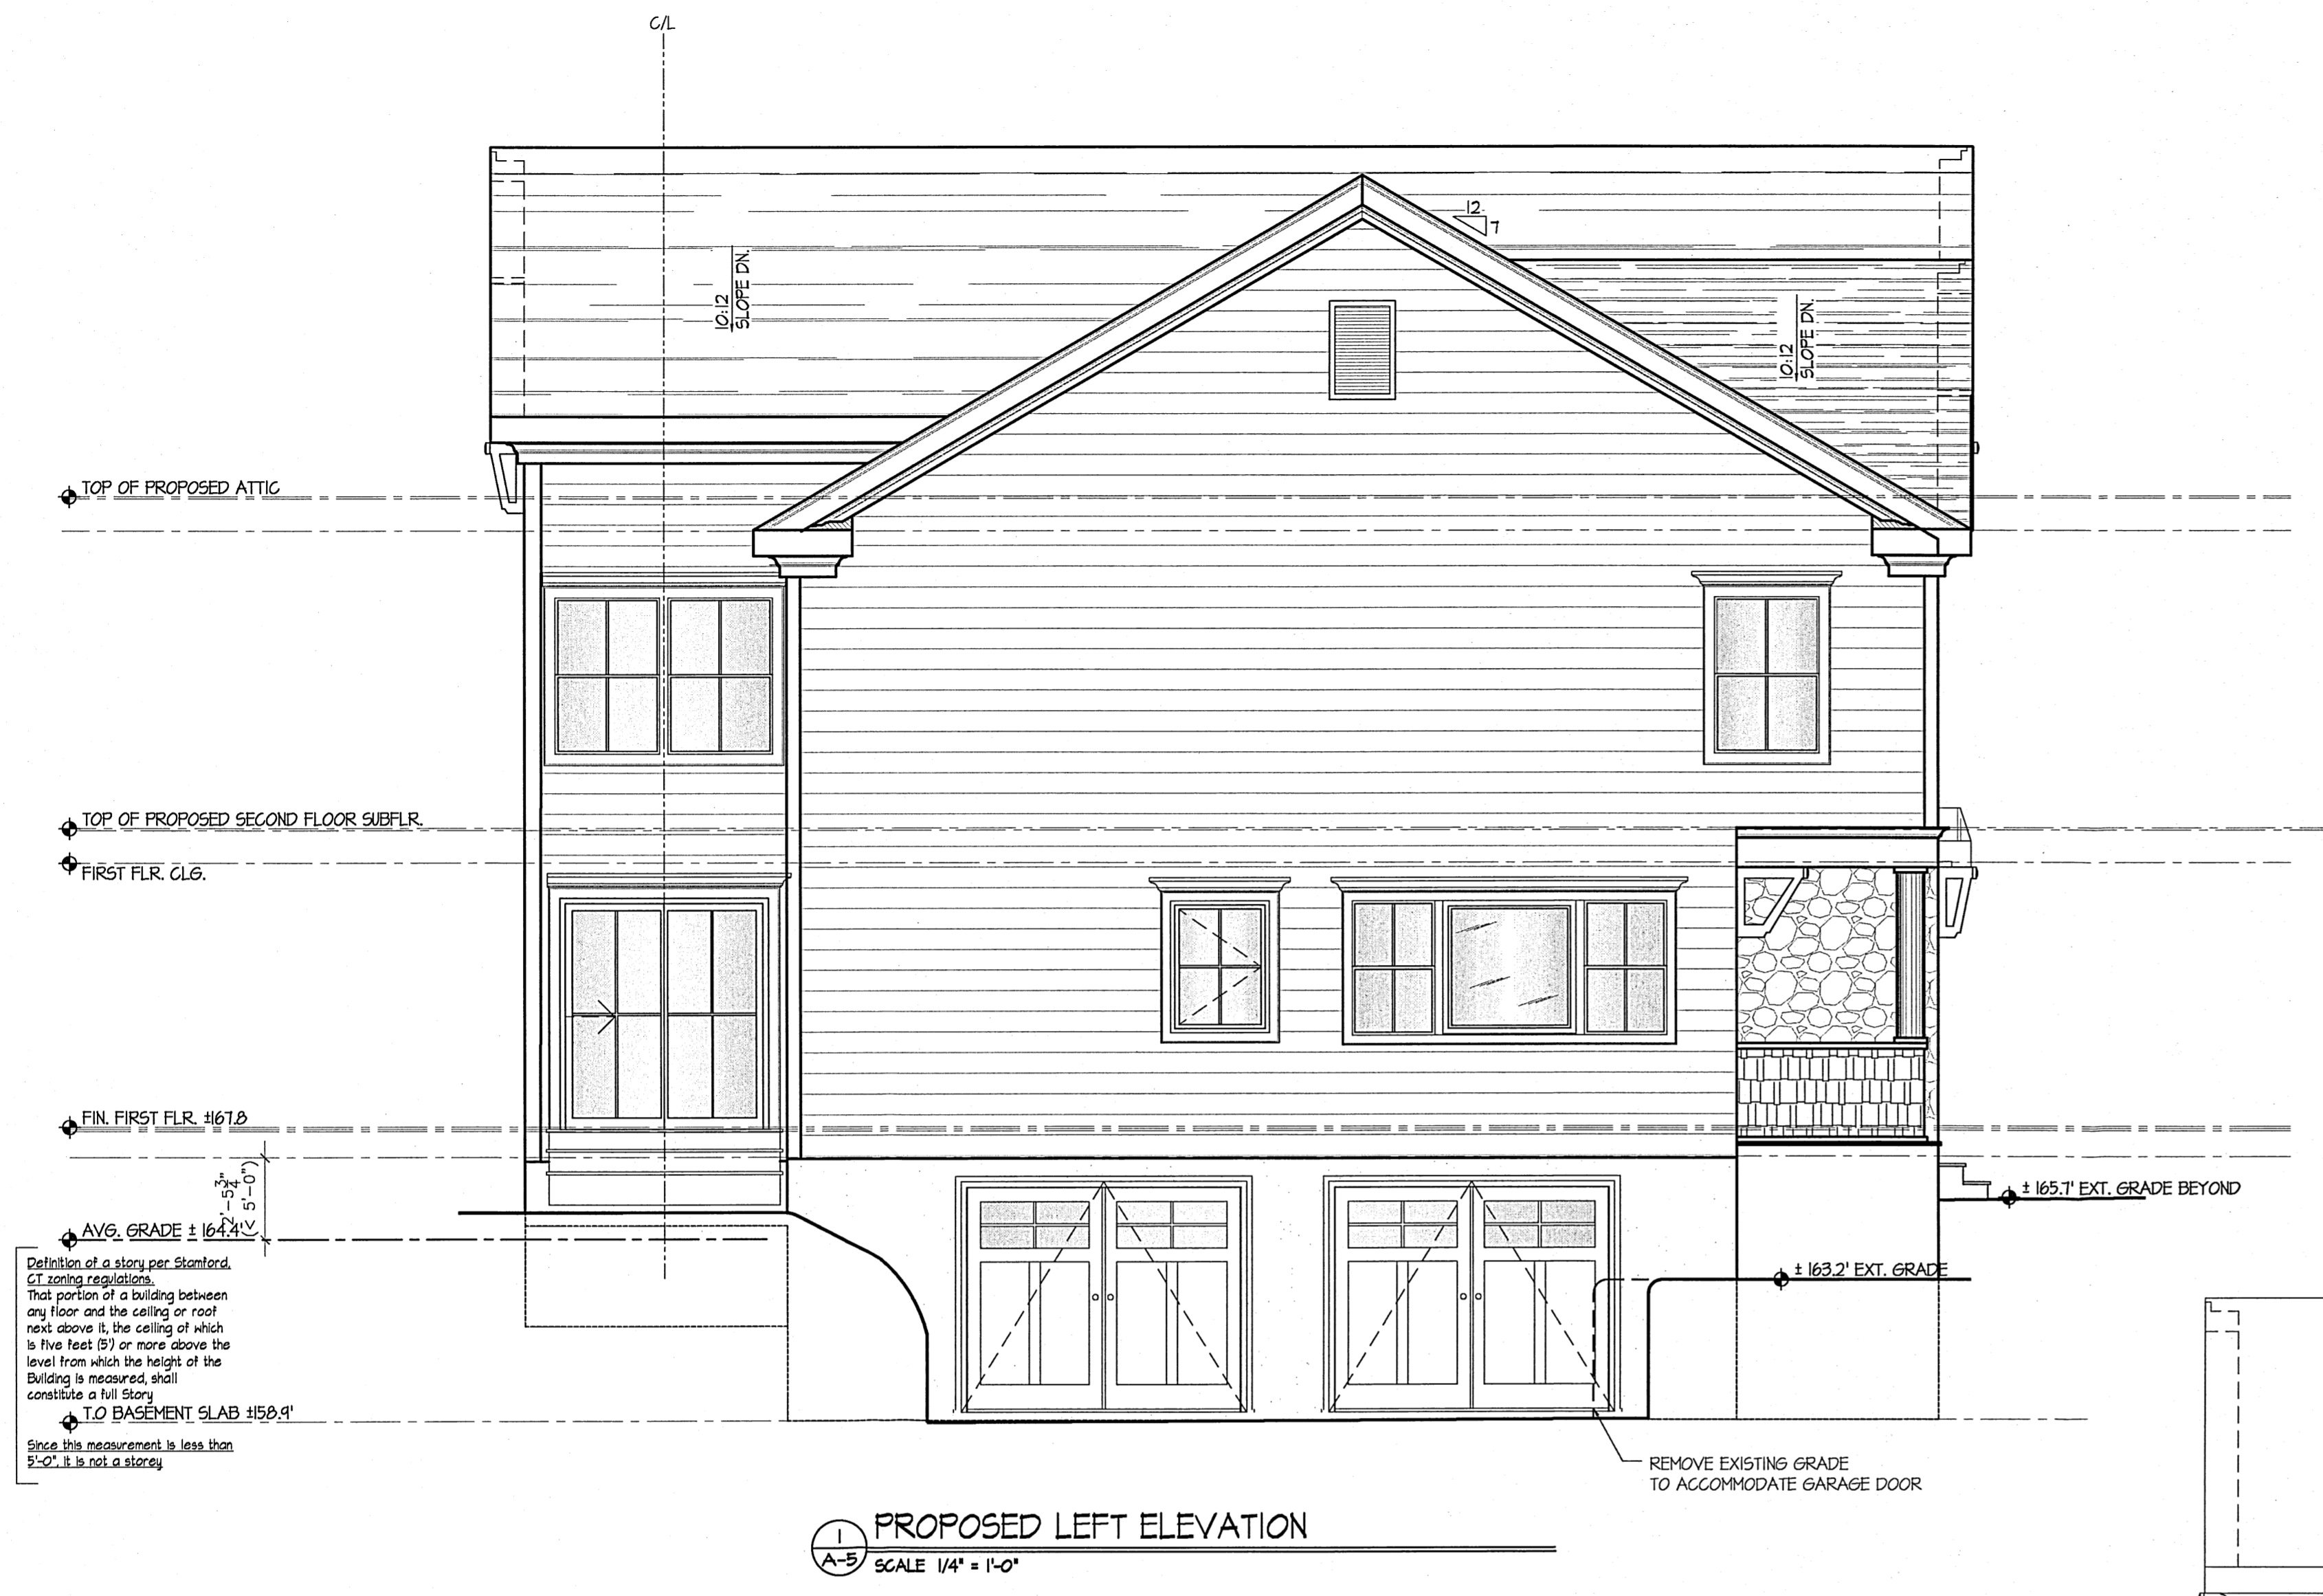 C/L
12
7
10:12
SLOPE DN.
10:12
SLOPE DN.
TOP OF PROPOSED ATTIC
TOP OF PROPOSED SECOND FLOOR SUBFLR.
FIRST FLR. CLG.
FIN. FIRST FLR. ±167.8
2'-5 3/4"
(< 5'-0")
± 165.7' EXT. GRADE BEYOND
AVG. GRADE ± 164.4'
± 163.2' EXT. GRADE
Definition of a story per Stamford,
CT zoning regulations.
That portion of a building between
any floor and the ceiling or roof
next above it, the ceiling of which
is five feet (5') or more above the
level from which the height of the
Building is measured, shall
constitute a full Story
T.O BASEMENT SLAB ±158.9'
Since this measurement is less than
5'-0", it is not a storey
REMOVE EXISTING GRADE
TO ACCOMMODATE GARAGE DOOR
1
A-5
PROPOSED LEFT ELEVATION
SCALE 1/4" = 1'-0"